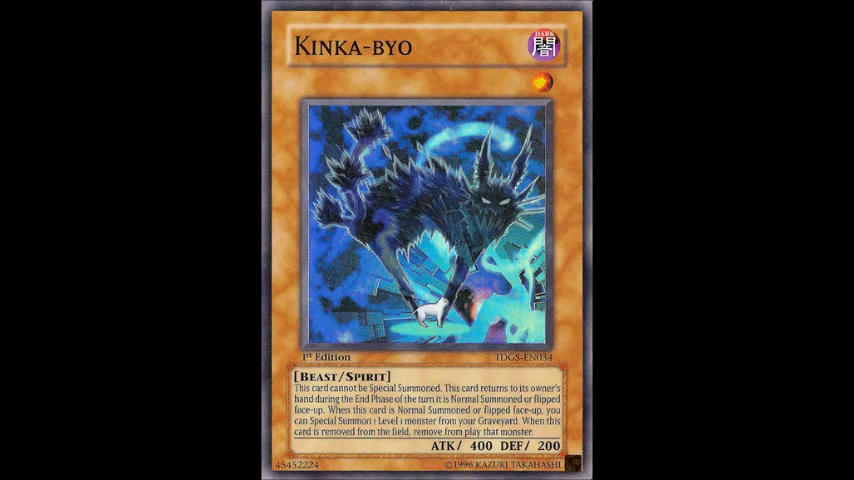 KINKA-BYO
DARK
闇
1st Edition
TDGS-EN034
[BEAST/SPIRIT]
This card cannot be Special Summoned. This card returns to its owner's
hand during the End Phase of the turn it is Normal Summoned or flipped
face-up. When this card is Normal Summoned or flipped face-up, you
can Special Summon 1 Level 1 monster from your Graveyard. When this
card is removed from the field, remove from play that monster.
ATK/ 400 DEF/ 200
45452224
©1996 KAZUKI TAKAHASHI